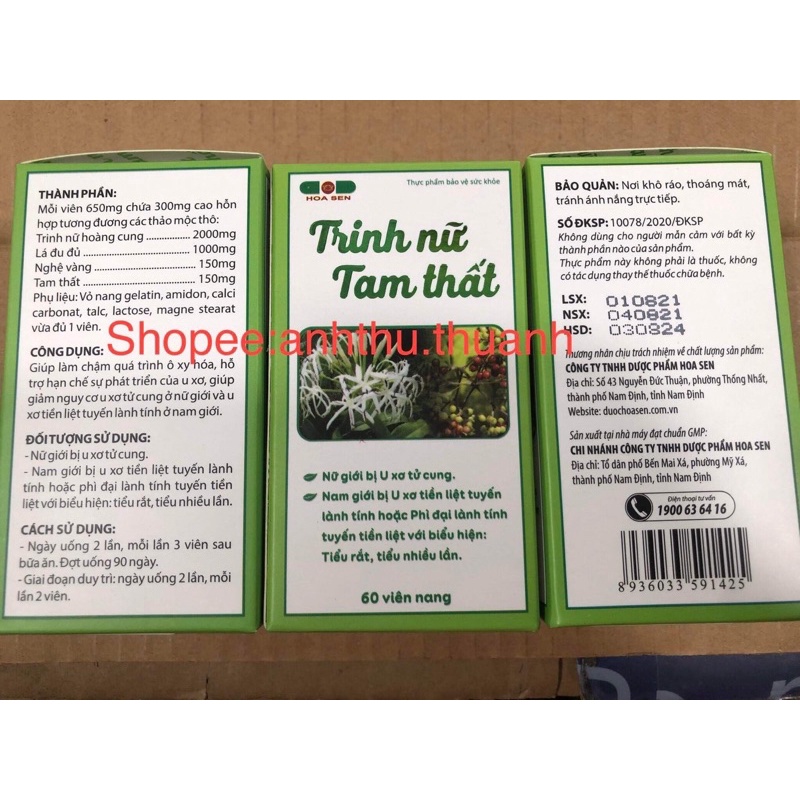 THÀNH PHẦN:
Mỗi viên 650mg chứa 300mg cao hỗn
hợp tương đương các thảo mộc thô:
Trinh nữ hoàng cung .................. 2000mg
Lá đu đủ ........................................ 1000mg
Nghệ vàng ...................................... 150mg
Tam thất .......................................... 150mg
Phụ liệu: Vỏ nang gelatin, amidon, calci
carbonat, talc, lactose, magne stearat
vừa đủ 1 viên.
CÔNG DỤNG:
Giúp làm chậm quá trình ô xy hóa, hỗ
trợ hạn chế sự phát triển của u xơ, giúp
giảm nguy cơ u xơ tử cung ở nữ giới và u
xơ tiền liệt tuyến lành tính ở nam giới.
ĐỐI TƯỢNG SỬ DỤNG:
- Nữ giới bị u xơ tử cung.
- Nam giới bị u xơ tiền liệt tuyến lành
tính hoặc phì đại lành tính tuyến tiền
liệt với biểu hiện: tiểu rắt, tiểu nhiều lần.
CÁCH SỬ DỤNG:
- Ngày uống 2 lần, mỗi lần 3 viên sau
bữa ăn. Đợt uống 90 ngày.
- Giai đoạn duy trì: ngày uống 2 lần, mỗi
lần 2 viên.
HOA SEN
Thực phẩm bảo vệ sức khỏe
Trinh nữ
Tam thất
Shopee:anhthu.thuanh
Nữ giới bị U xơ tử cung.
Nam giới bị U xơ tiền liệt tuyến
lành tính hoặc Phì đại lành tính
tuyến tiền liệt với biểu hiện:
Tiểu rắt, tiểu nhiều lần.
60 viên nang
BẢO QUẢN: Nơi khô ráo, thoáng mát,
tránh ánh nắng trực tiếp.
SỐ ĐKSP: 10078/2020/ĐKSP
Không dùng cho người mẫn cảm với bất kỳ
thành phần nào của sản phẩm.
Thực phẩm này không phải là thuốc, không
có tác dụng thay thế thuốc chữa bệnh.
LSX: 010821
NSX: 040821
HSD: 030824
Thương nhân chịu trách nhiệm về chất lượng sản phẩm:
CÔNG TY TNHH DƯỢC PHẨM HOA SEN
Địa chỉ: Số 43 Nguyễn Đức Thuận, phường Thống Nhất,
thành phố Nam Định, tỉnh Nam Định
Website: duochoasen.com.vn
Sản xuất tại nhà máy đạt chuẩn GMP:
CHI NHÁNH CÔNG TY TNHH DƯỢC PHẨM HOA SEN
Địa chỉ: Tổ dân phố Bến Mai Xá, phường Mỹ Xá,
thành phố Nam Định, tỉnh Nam Định
Điện thoại tư vấn
1900 63 64 16
8 936033 591425